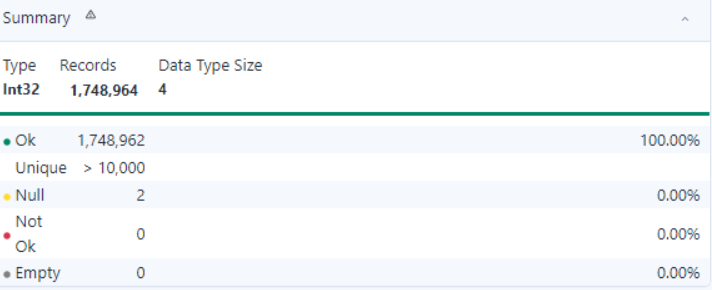 Summary
Type Records Data Type Size
Int32 1,748,964 4
Ok 1,748,962 100.00%
Unique > 10,000
Null 2 0.00%
Not
Ok 0 0.00%
Empty 0 0.00%